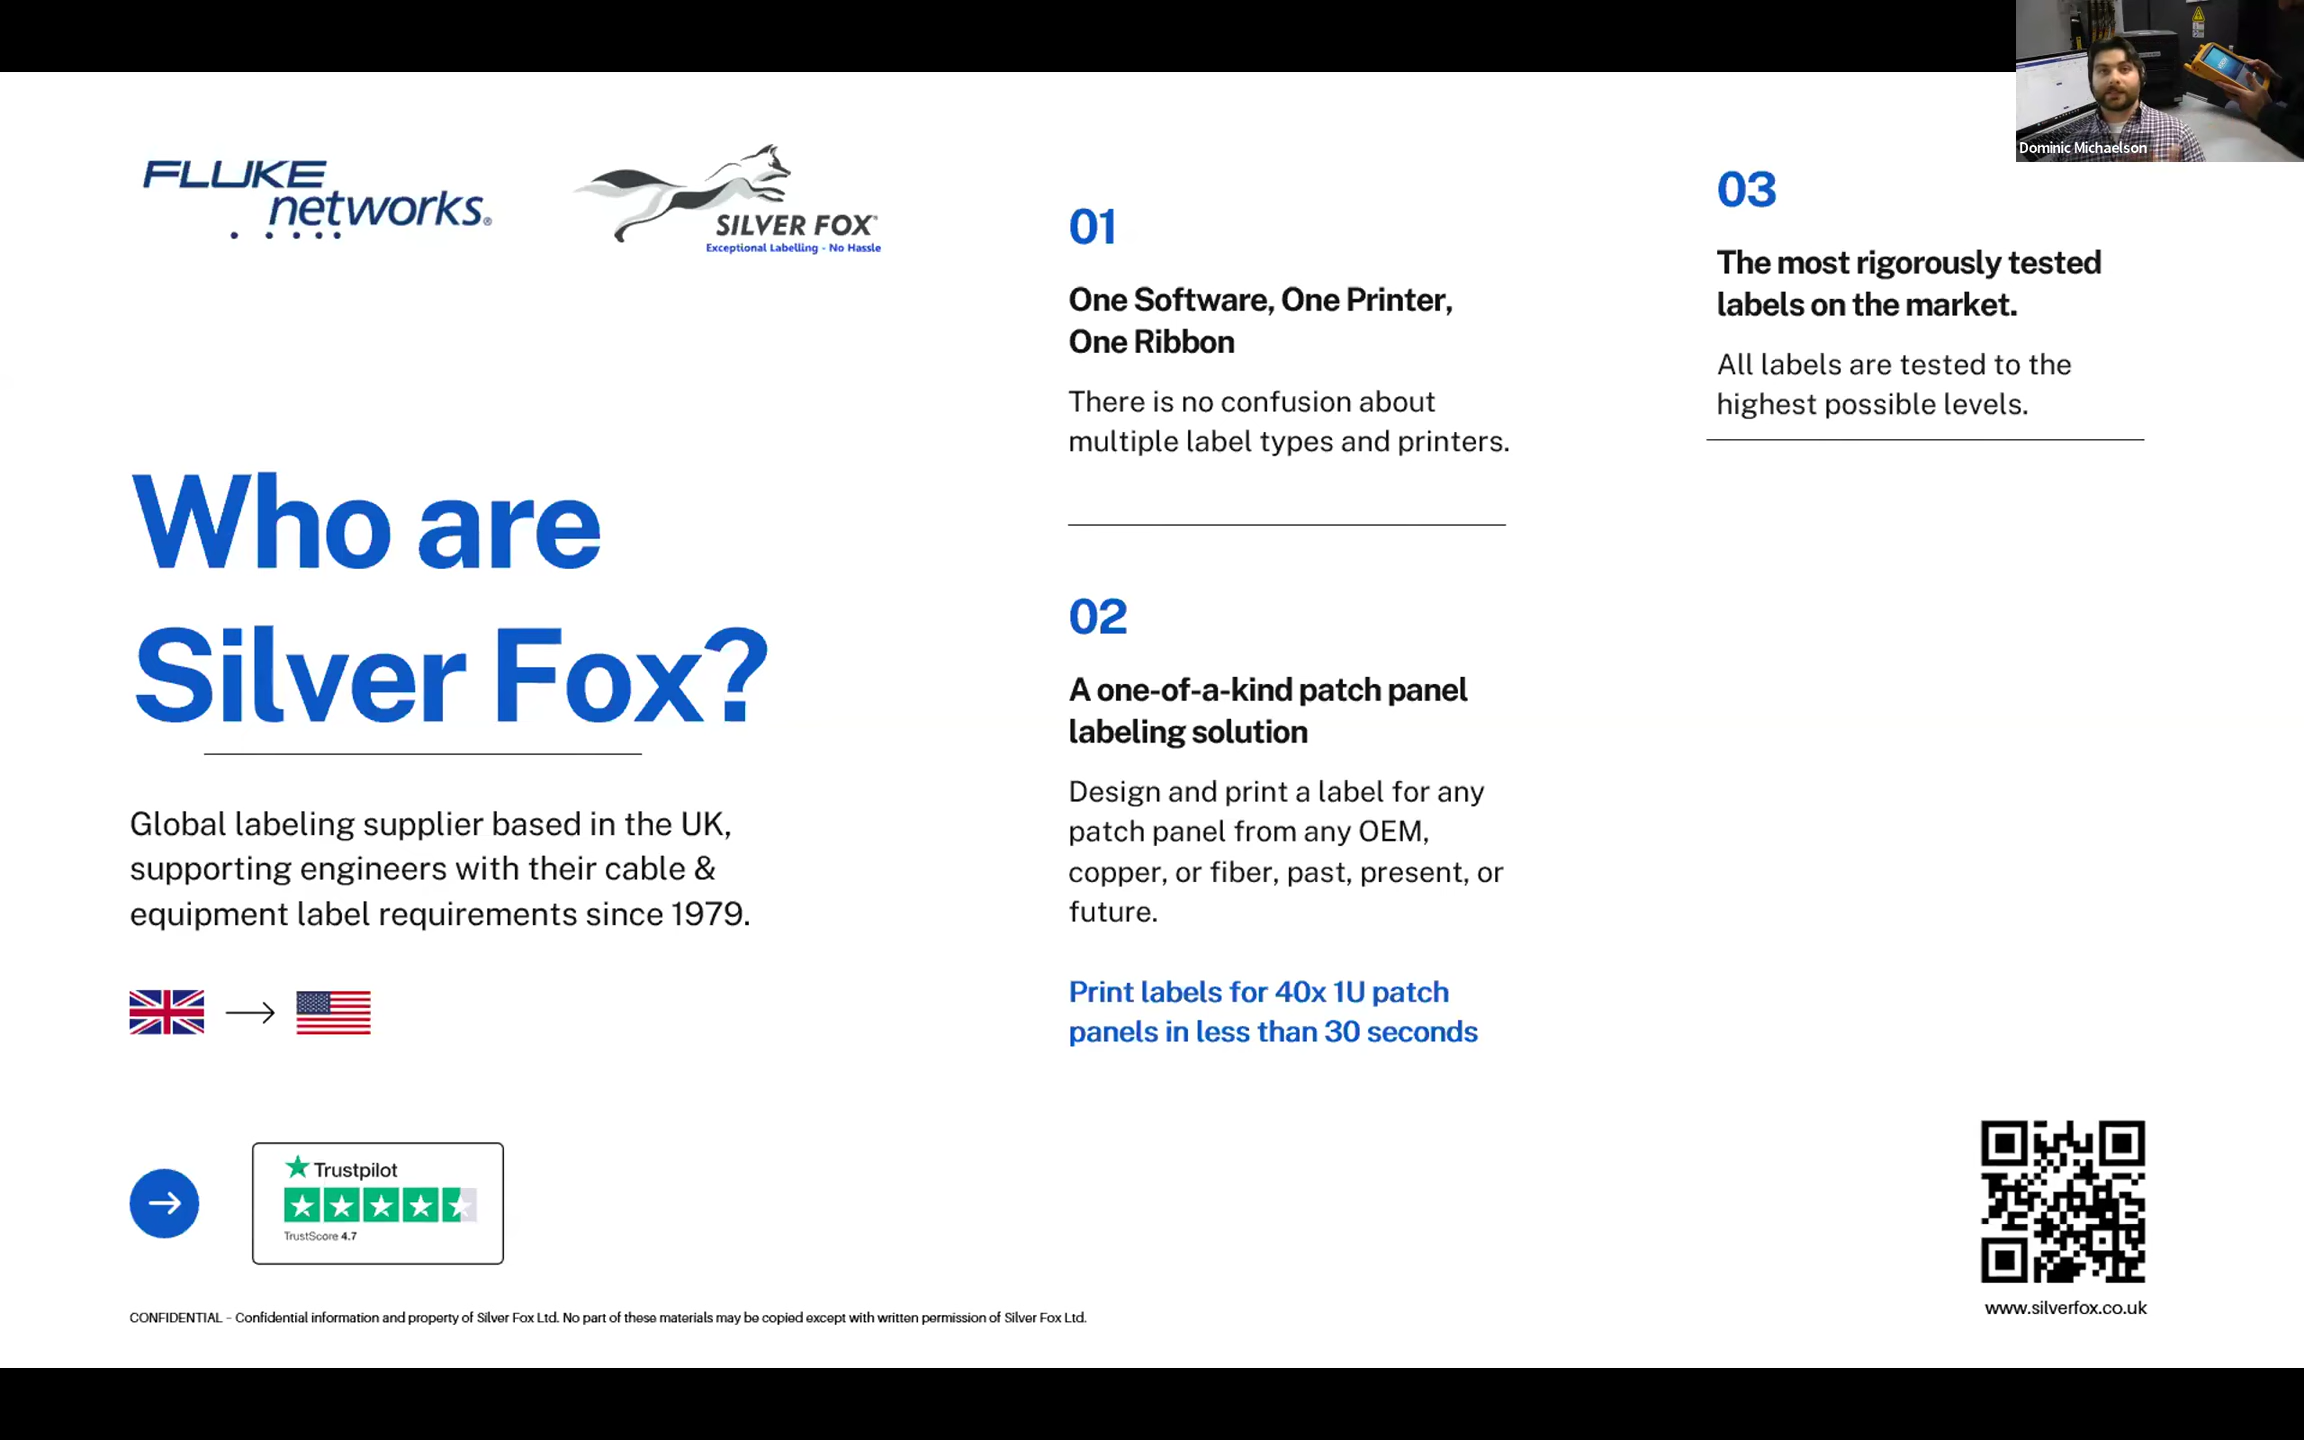 FLUKE
networks®
SILVER FOX®
Exceptional Labelling - No Hassle
Who are
Silver Fox?
Global labeling supplier based in the UK,
supporting engineers with their cable &
equipment label requirements since 1979.
Trustpilot
TrustScore 4.7
01
One Software, One Printer,
One Ribbon
There is no confusion about
multiple label types and printers.
02
A one-of-a-kind patch panel
labeling solution
Design and print a label for any
patch panel from any OEM,
copper, or fiber, past, present, or
future.
Print labels for 40x 1U patch
panels in less than 30 seconds
03
The most rigorously tested
labels on the market.
All labels are tested to the
highest possible levels.
Dominic Michaelson
www.silverfox.co.uk
CONFIDENTIAL – Confidential information and property of Silver Fox Ltd. No part of these materials may be copied except with written permission of Silver Fox Ltd.